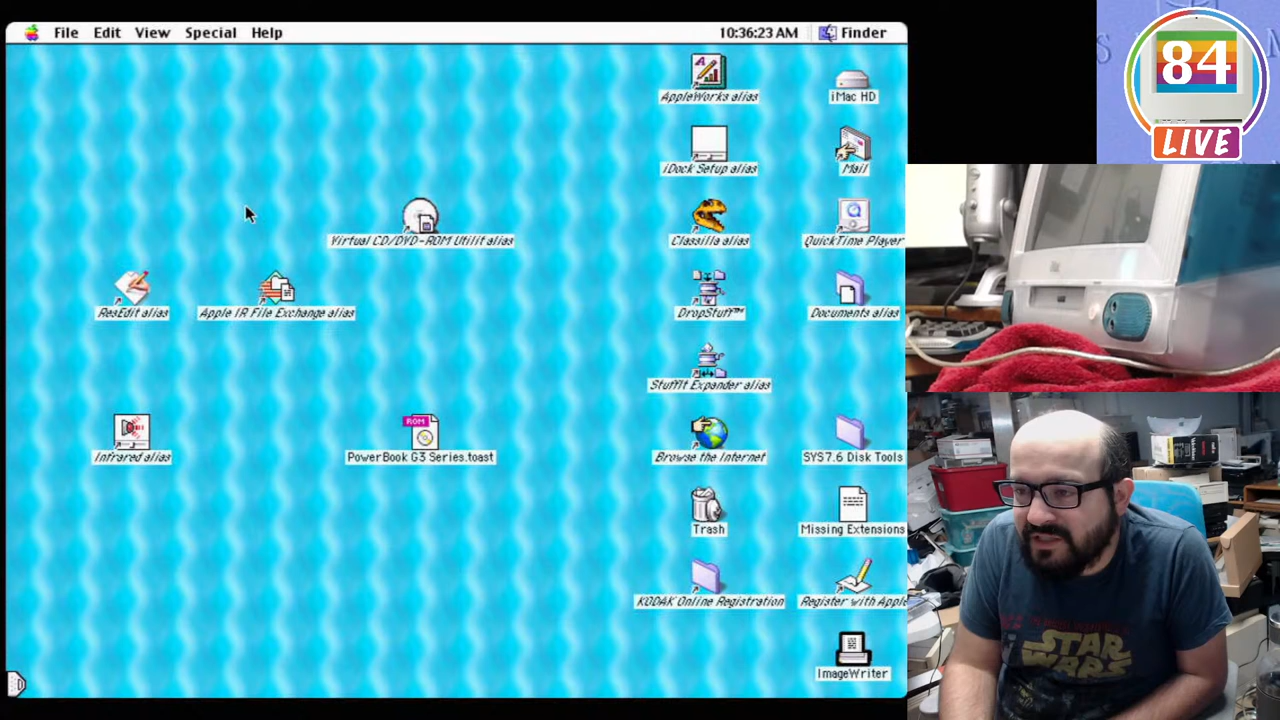 File Edit View Special Help 10:36:23 AM Finder
84
LIVE
AppleWorks alias
iMac HD
iDock Setup alias
Mail
Virtual CD/DVD-ROM Utilit alias
Classilla alias
QuickTime Player
ResEdit alias
Apple IR File Exchange alias
DropStuff™
Documents alias
StuffIt Expander alias
Infrared alias
ROM
PowerBook G3 Series.toast
Browse the Internet
SYS7.6 Disk Tools
Trash
Missing Extensions
KODAK Online Registration
Register with Apple
ImageWriter
STAR
WARS